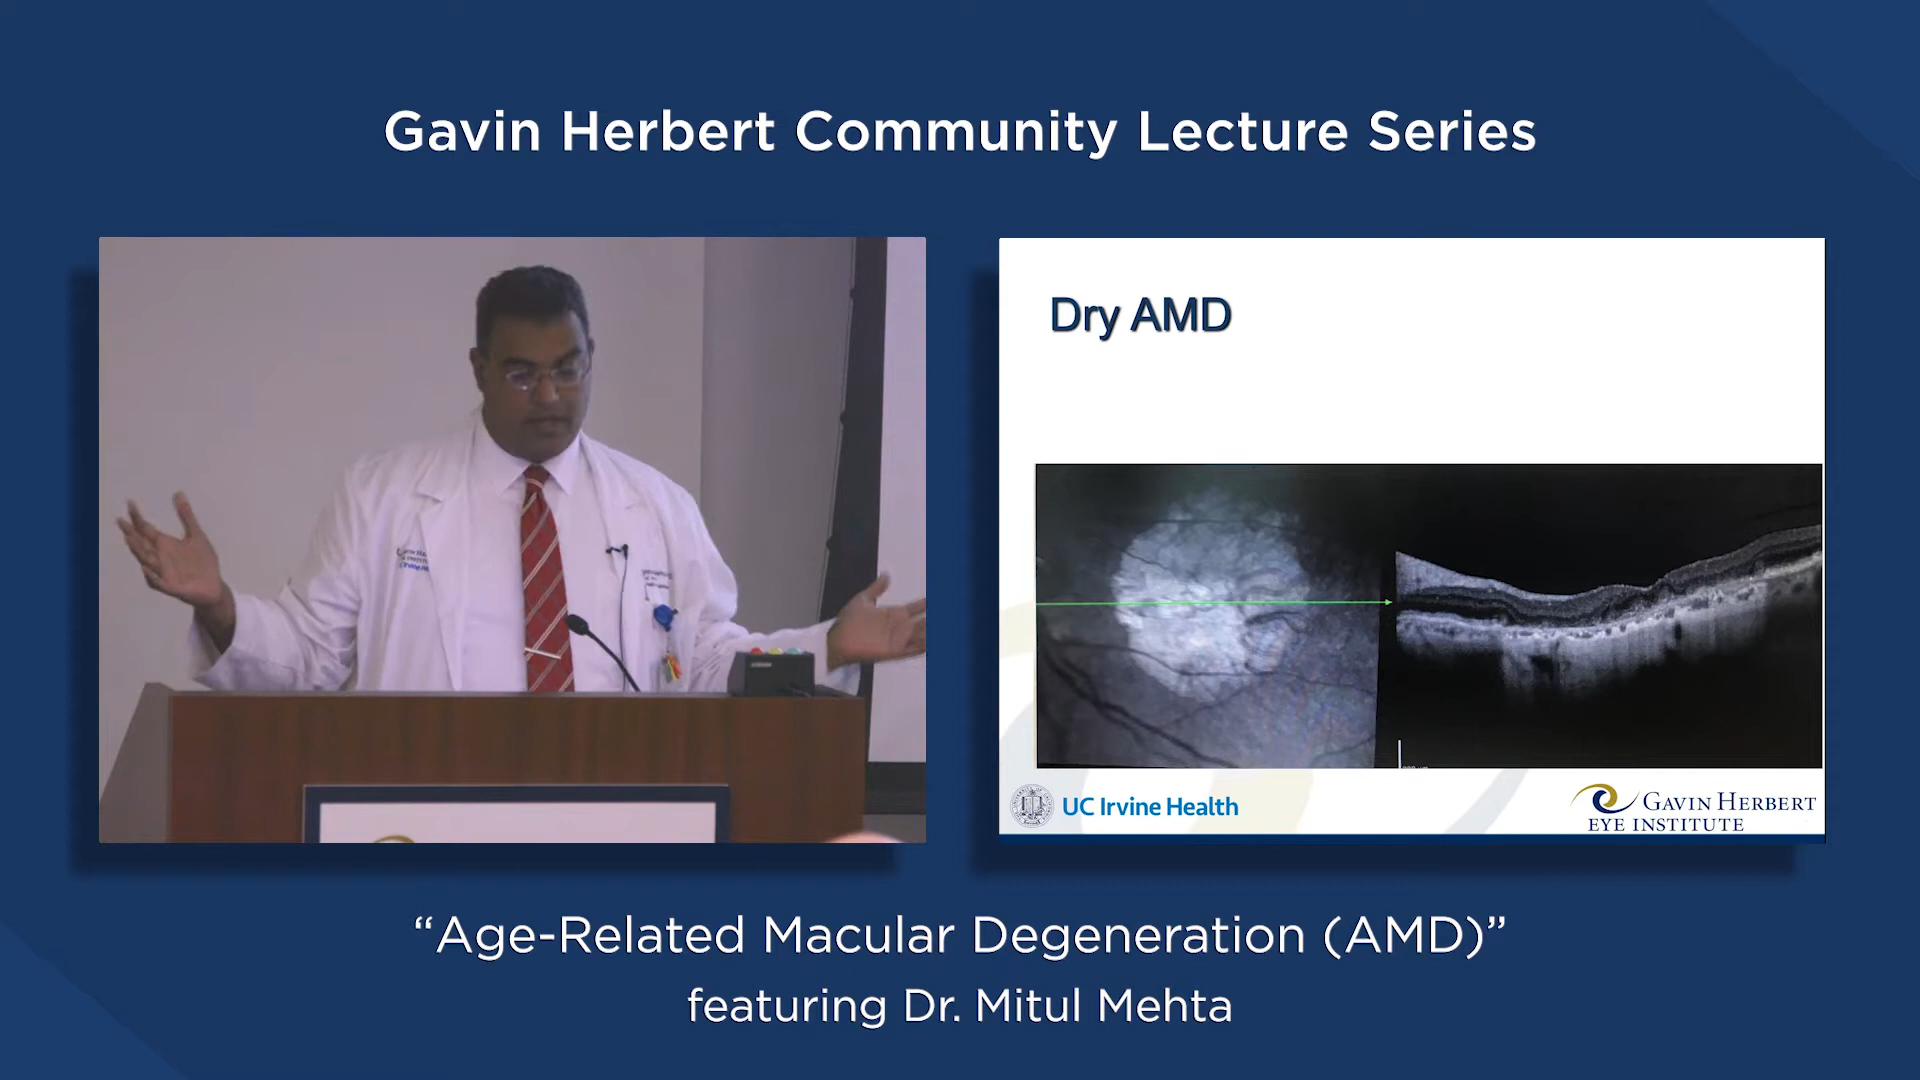 Gavin Herbert Community Lecture Series
Dry AMD
UC Irvine Health
GAVIN HERBERT
EYE INSTITUTE
“Age-Related Macular Degeneration (AMD)”
featuring Dr. Mitul Mehta